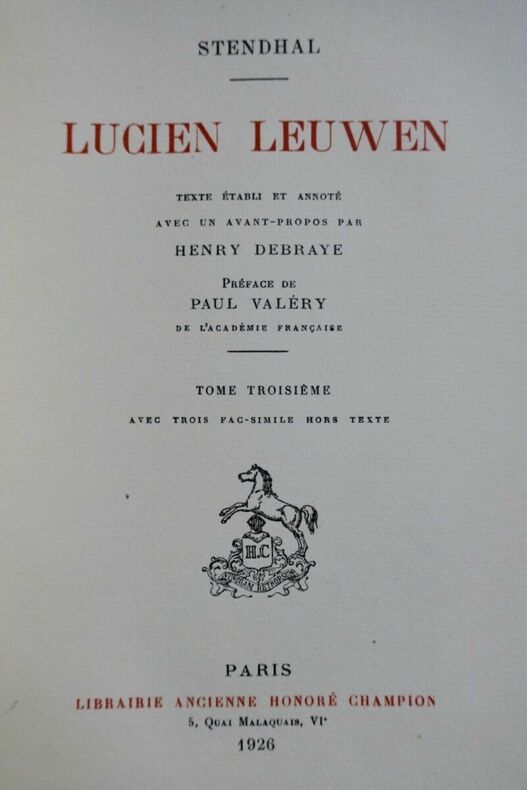 STENDHAL
LUCIEN LEUWEN
TEXTE ÉTABLI ET ANNOTÉ
AVEC UN AVANT-PROPOS PAR
HENRY DEBRAYE
PRÉFACE DE
PAUL VALÉRY
DE L'ACADÉMIE FRANÇAISE
TOME TROISIÈME
AVEC TROIS FAC-SIMILE HORS TEXTE
H.C
PARIS
LIBRAIRIE ANCIENNE HONORÉ CHAMPION
5, QUAI MALAQUAIS, VIᵉ
1926